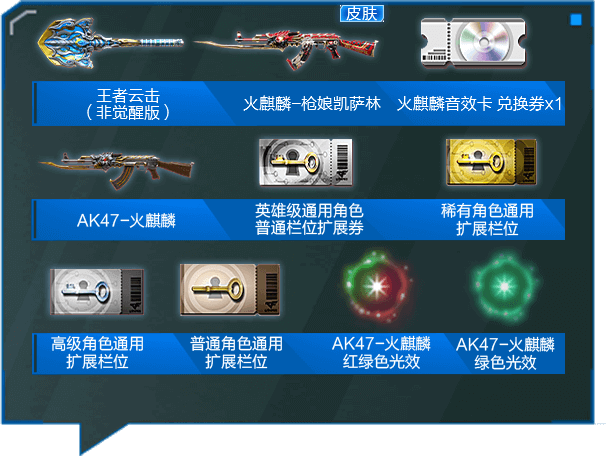 皮肤
王者云击
（非觉醒版）
火麒麟-枪娘凯萨林
火麒麟音效卡 兑换券x1
AK47-火麒麟
英雄级通用角色
普通栏位扩展券
稀有角色通用
扩展栏位
高级角色通用
扩展栏位
普通角色通用
扩展栏位
AK47-火麒麟
红绿色光效
AK47-火麒麟
绿色光效